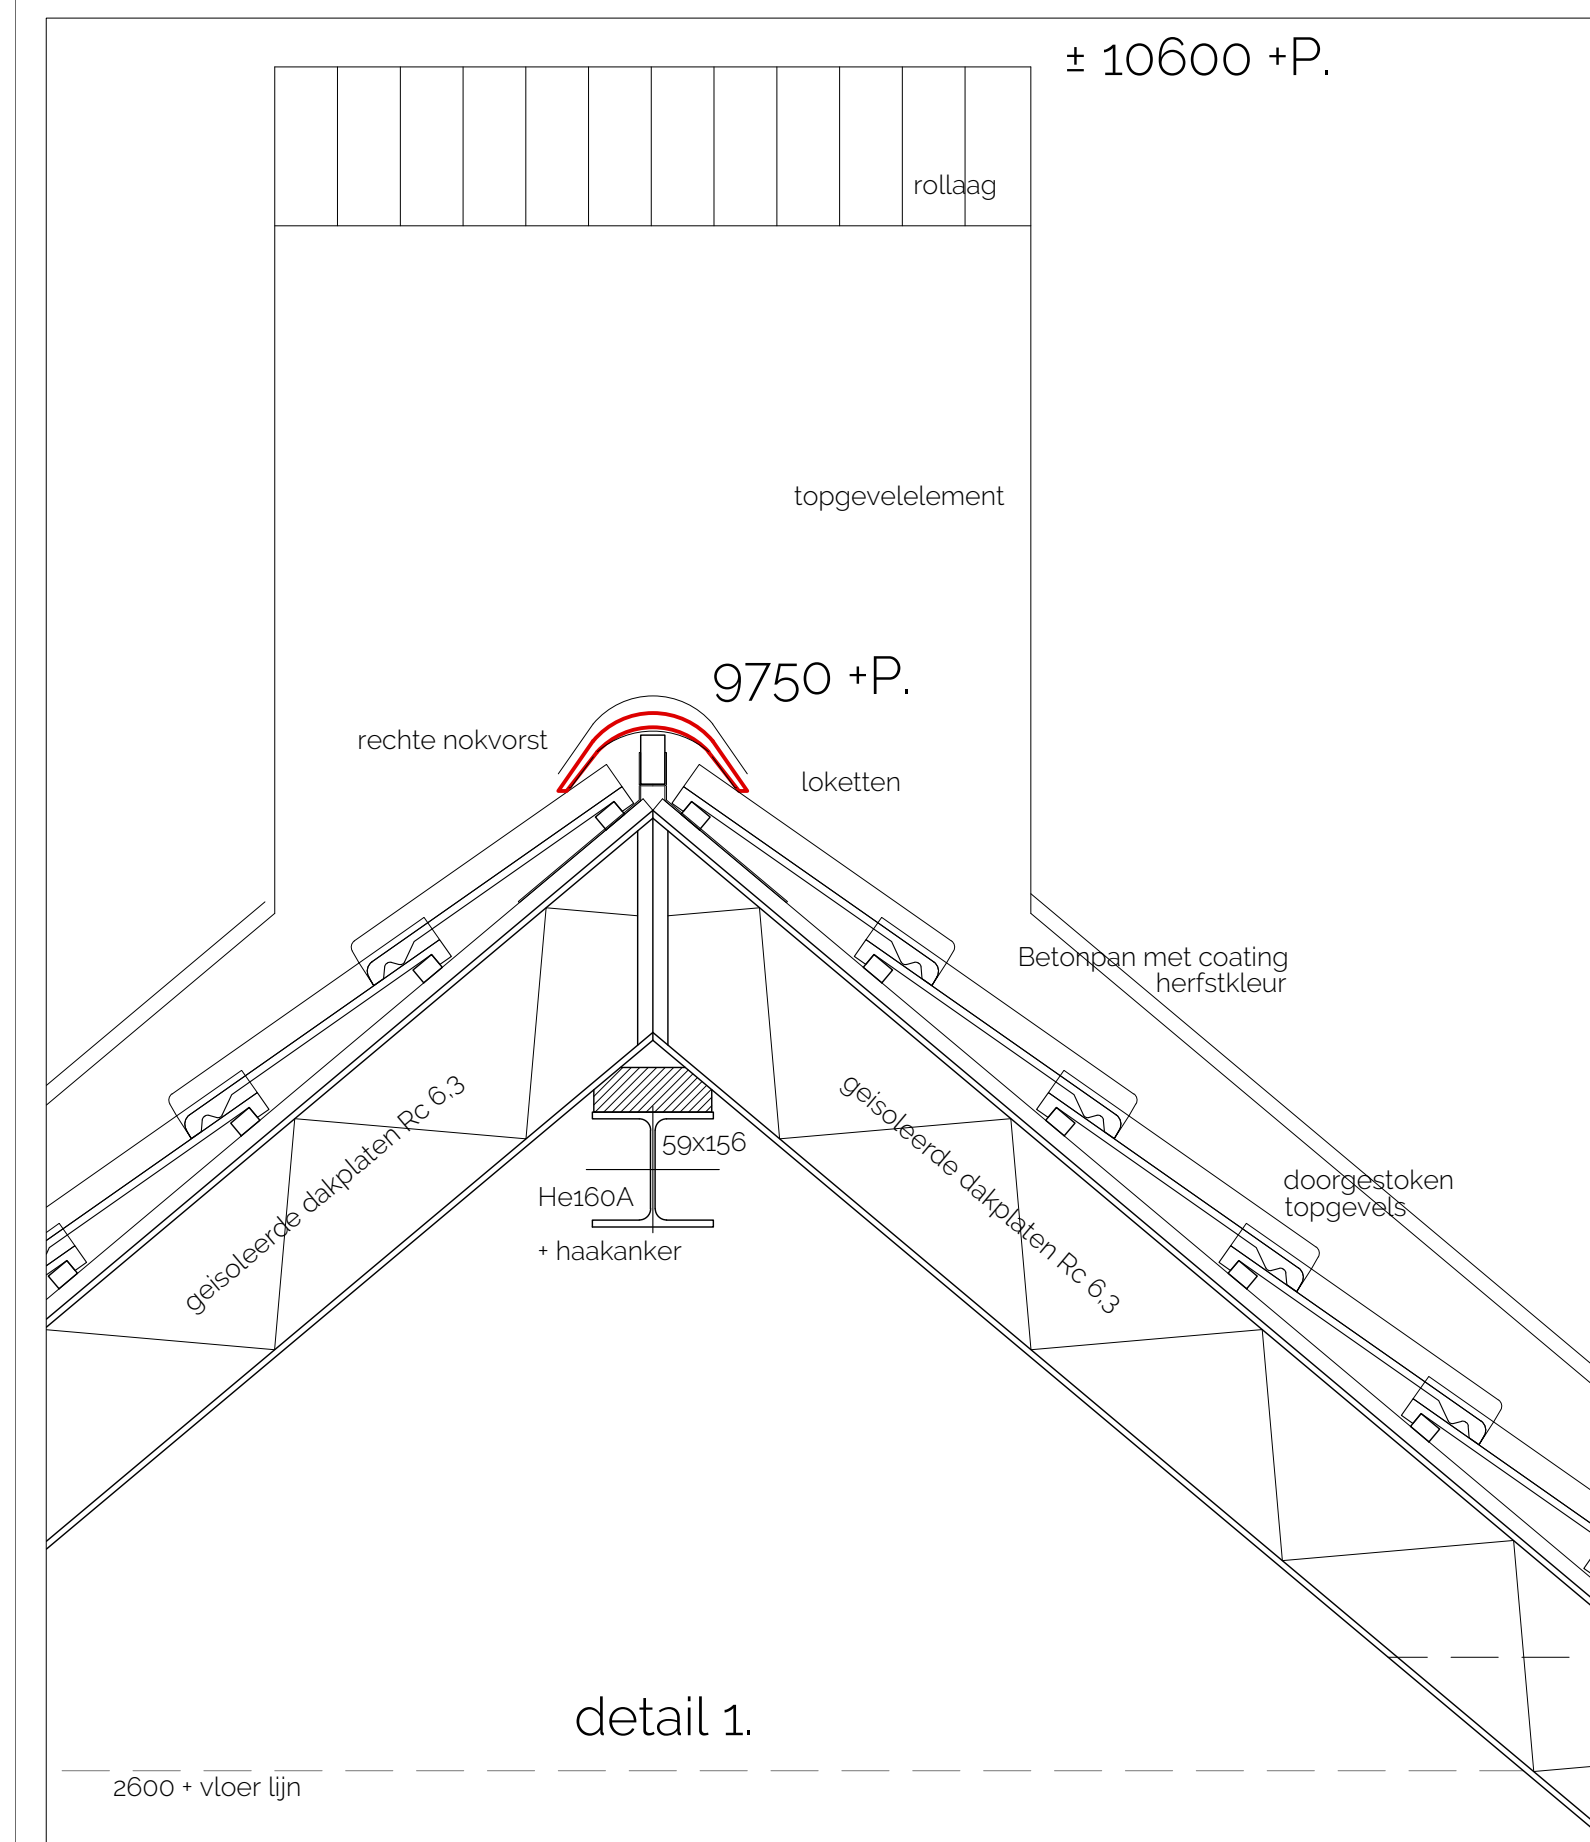 ± 10600 +P.
rollaag
topgevelelement
9750 +P.
rechte nokvorst
loketten
Betonpan met coating
herfstkleur
geisoleerde dakplaten Rc 6,3
geisoleerde dakplaten Rc 6,3
59x156
He160A
+ haakanker
doorgestoken
topgevels
detail 1.
2600 + vloer lijn